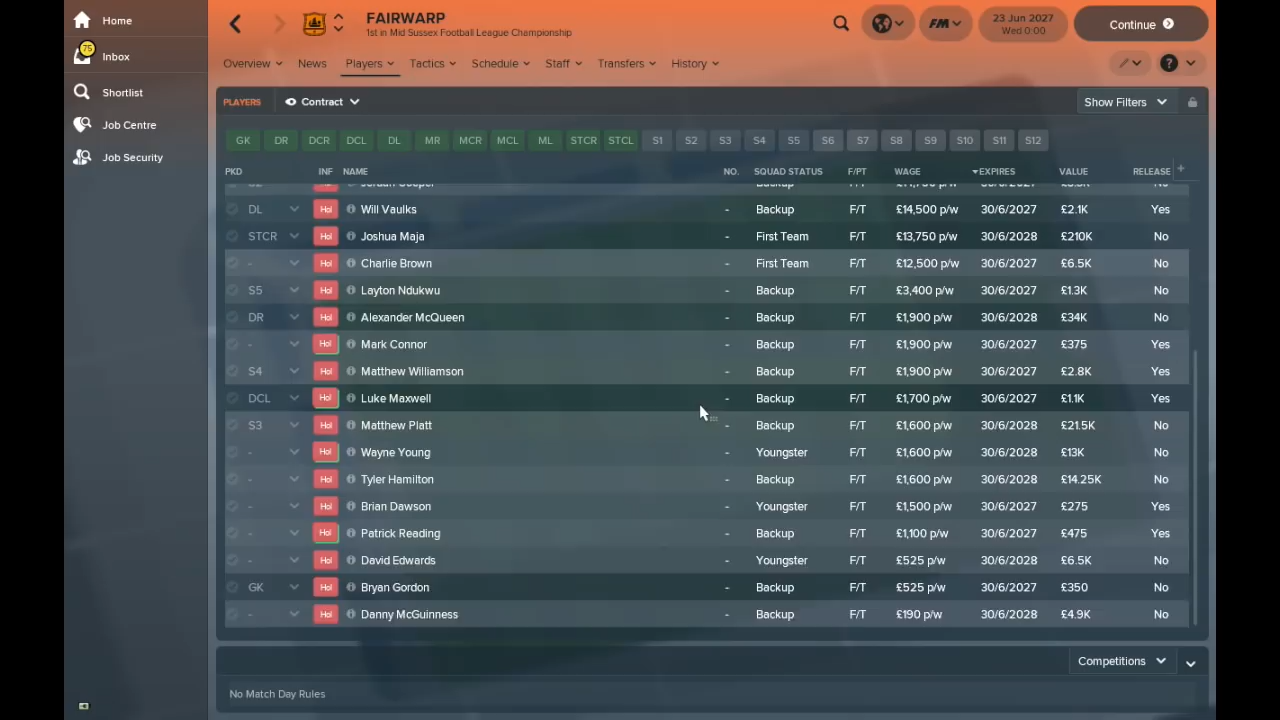 Home
75
Inbox
Shortlist
Job Centre
Job Security
FAIRWARP
1st in Mid Sussex Football League Championship
FM
23 Jun 2027
Wed 0:00
Continue
Overview News Players Tactics Schedule Staff Transfers History
?
PLAYERS Contract Show Filters
GK DR DCR DCL DL MR MCR MCL ML STCR STCL S1 S2 S3 S4 S5 S6 S7 S8 S9 S10 S11 S12
PKD INF NAME NO. SQUAD STATUS F/PT WAGE EXPIRES VALUE RELEASE +
DL Hol Will Vaulks - Backup F/T £14,500 p/w 30/6/2027 £2.1K Yes
STCR Hol Joshua Maja - First Team F/T £13,750 p/w 30/6/2028 £210K No
- Hol Charlie Brown - First Team F/T £12,500 p/w 30/6/2027 £6.5K No
S5 Hol Layton Ndukwu - Backup F/T £3,400 p/w 30/6/2027 £1.3K No
DR Hol Alexander McQueen - Backup F/T £1,900 p/w 30/6/2028 £34K No
- Hol Mark Connor - Backup F/T £1,900 p/w 30/6/2027 £375 Yes
S4 Hol Matthew Williamson - Backup F/T £1,900 p/w 30/6/2027 £2.8K Yes
DCL Hol Luke Maxwell - Backup F/T £1,700 p/w 30/6/2027 £1.1K Yes
S3 Hol Matthew Platt - Backup F/T £1,600 p/w 30/6/2028 £21.5K No
- Hol Wayne Young - Youngster F/T £1,600 p/w 30/6/2028 £13K No
- Hol Tyler Hamilton - Backup F/T £1,600 p/w 30/6/2028 £14.25K No
- Hol Brian Dawson - Youngster F/T £1,500 p/w 30/6/2027 £275 Yes
- Hol Patrick Reading - Backup F/T £1,100 p/w 30/6/2027 £475 Yes
- Hol David Edwards - Youngster F/T £525 p/w 30/6/2028 £6.5K No
GK Hol Bryan Gordon - Backup F/T £525 p/w 30/6/2027 £350 No
- Hol Danny McGuinness - Backup F/T £190 p/w 30/6/2028 £4.9K No
Competitions
No Match Day Rules